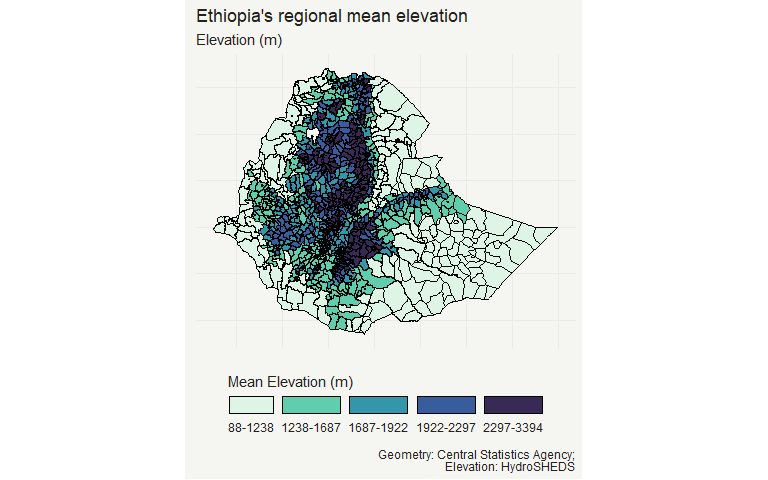 Ethiopia's regional mean elevation
Elevation (m)
Mean Elevation (m)
88-1238 1238-1687 1687-1922 1922-2297 2297-3394
Geometry: Central Statistics Agency;
Elevation: HydroSHEDS